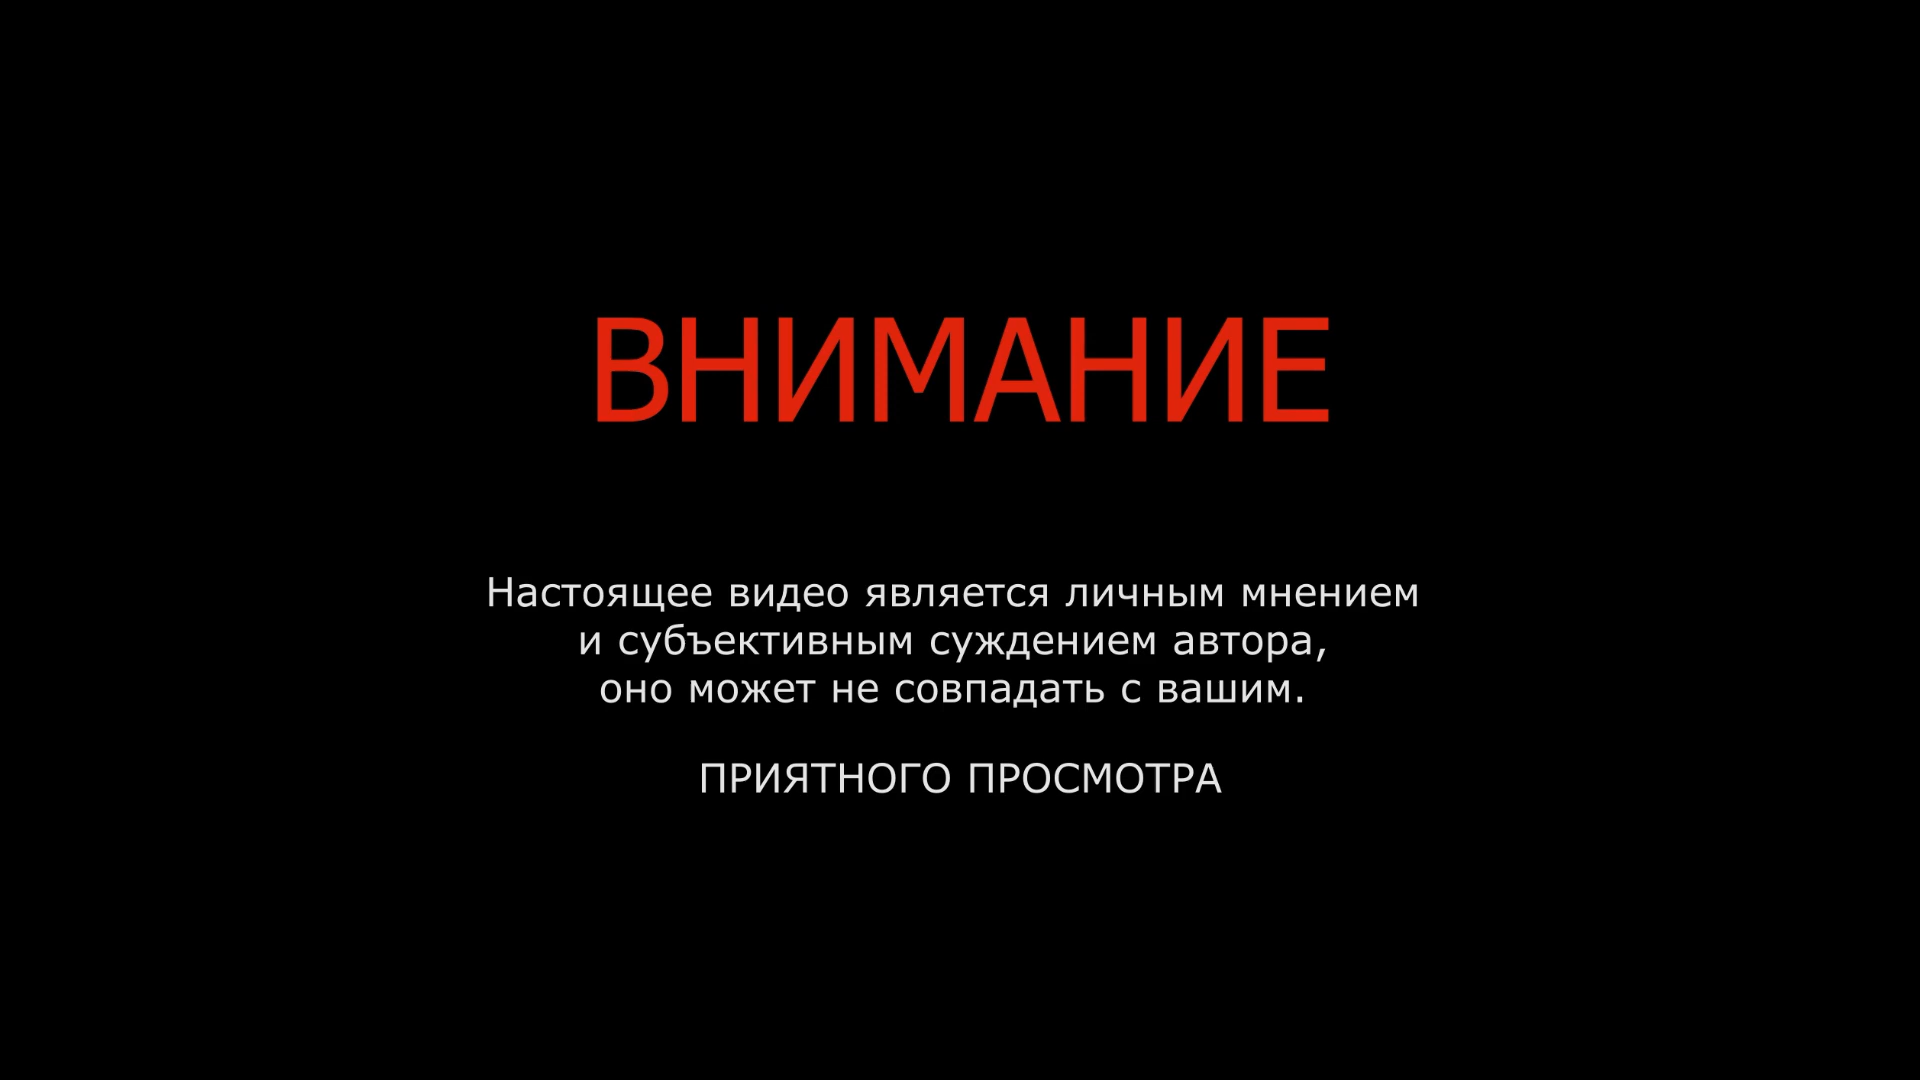 ВНИМАНИЕ
Настоящее видео является личным мнением
и субъективным суждением автора,
оно может не совпадать с вашим.
ПРИЯТНОГО ПРОСМОТРА